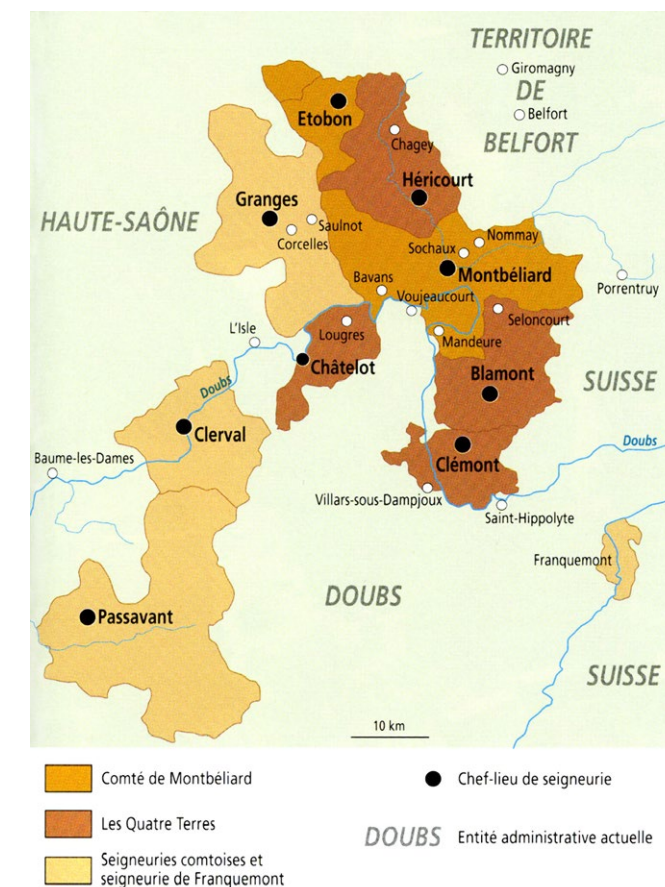 TERRITOIRE
Giromagny
DE
Belfort
BELFORT
Etobon
Chagey
Héricourt
Granges
HAUTE-SAÔNE
Saulnot
Corcelles
Nommay
Sochaux
Montbéliard
Porrentruy
Bavans
Voujeaucourt
Seloncourt
L'Isle
Lougres
Mandeure
Châtelot
Blamont
SUISSE
Doubs
Clerval
Clémont
Doubs
Baume-les-Dames
Villars-sous-Dampjoux
Saint-Hippolyte
Franquemont
DOUBS
Passavant
SUISSE
10 km
Comté de Montbéliard
Chef-lieu de seigneurie
Les Quatre Terres
DOUBS Entité administrative actuelle
Seigneuries comtoises et
seigneurie de Franquemont